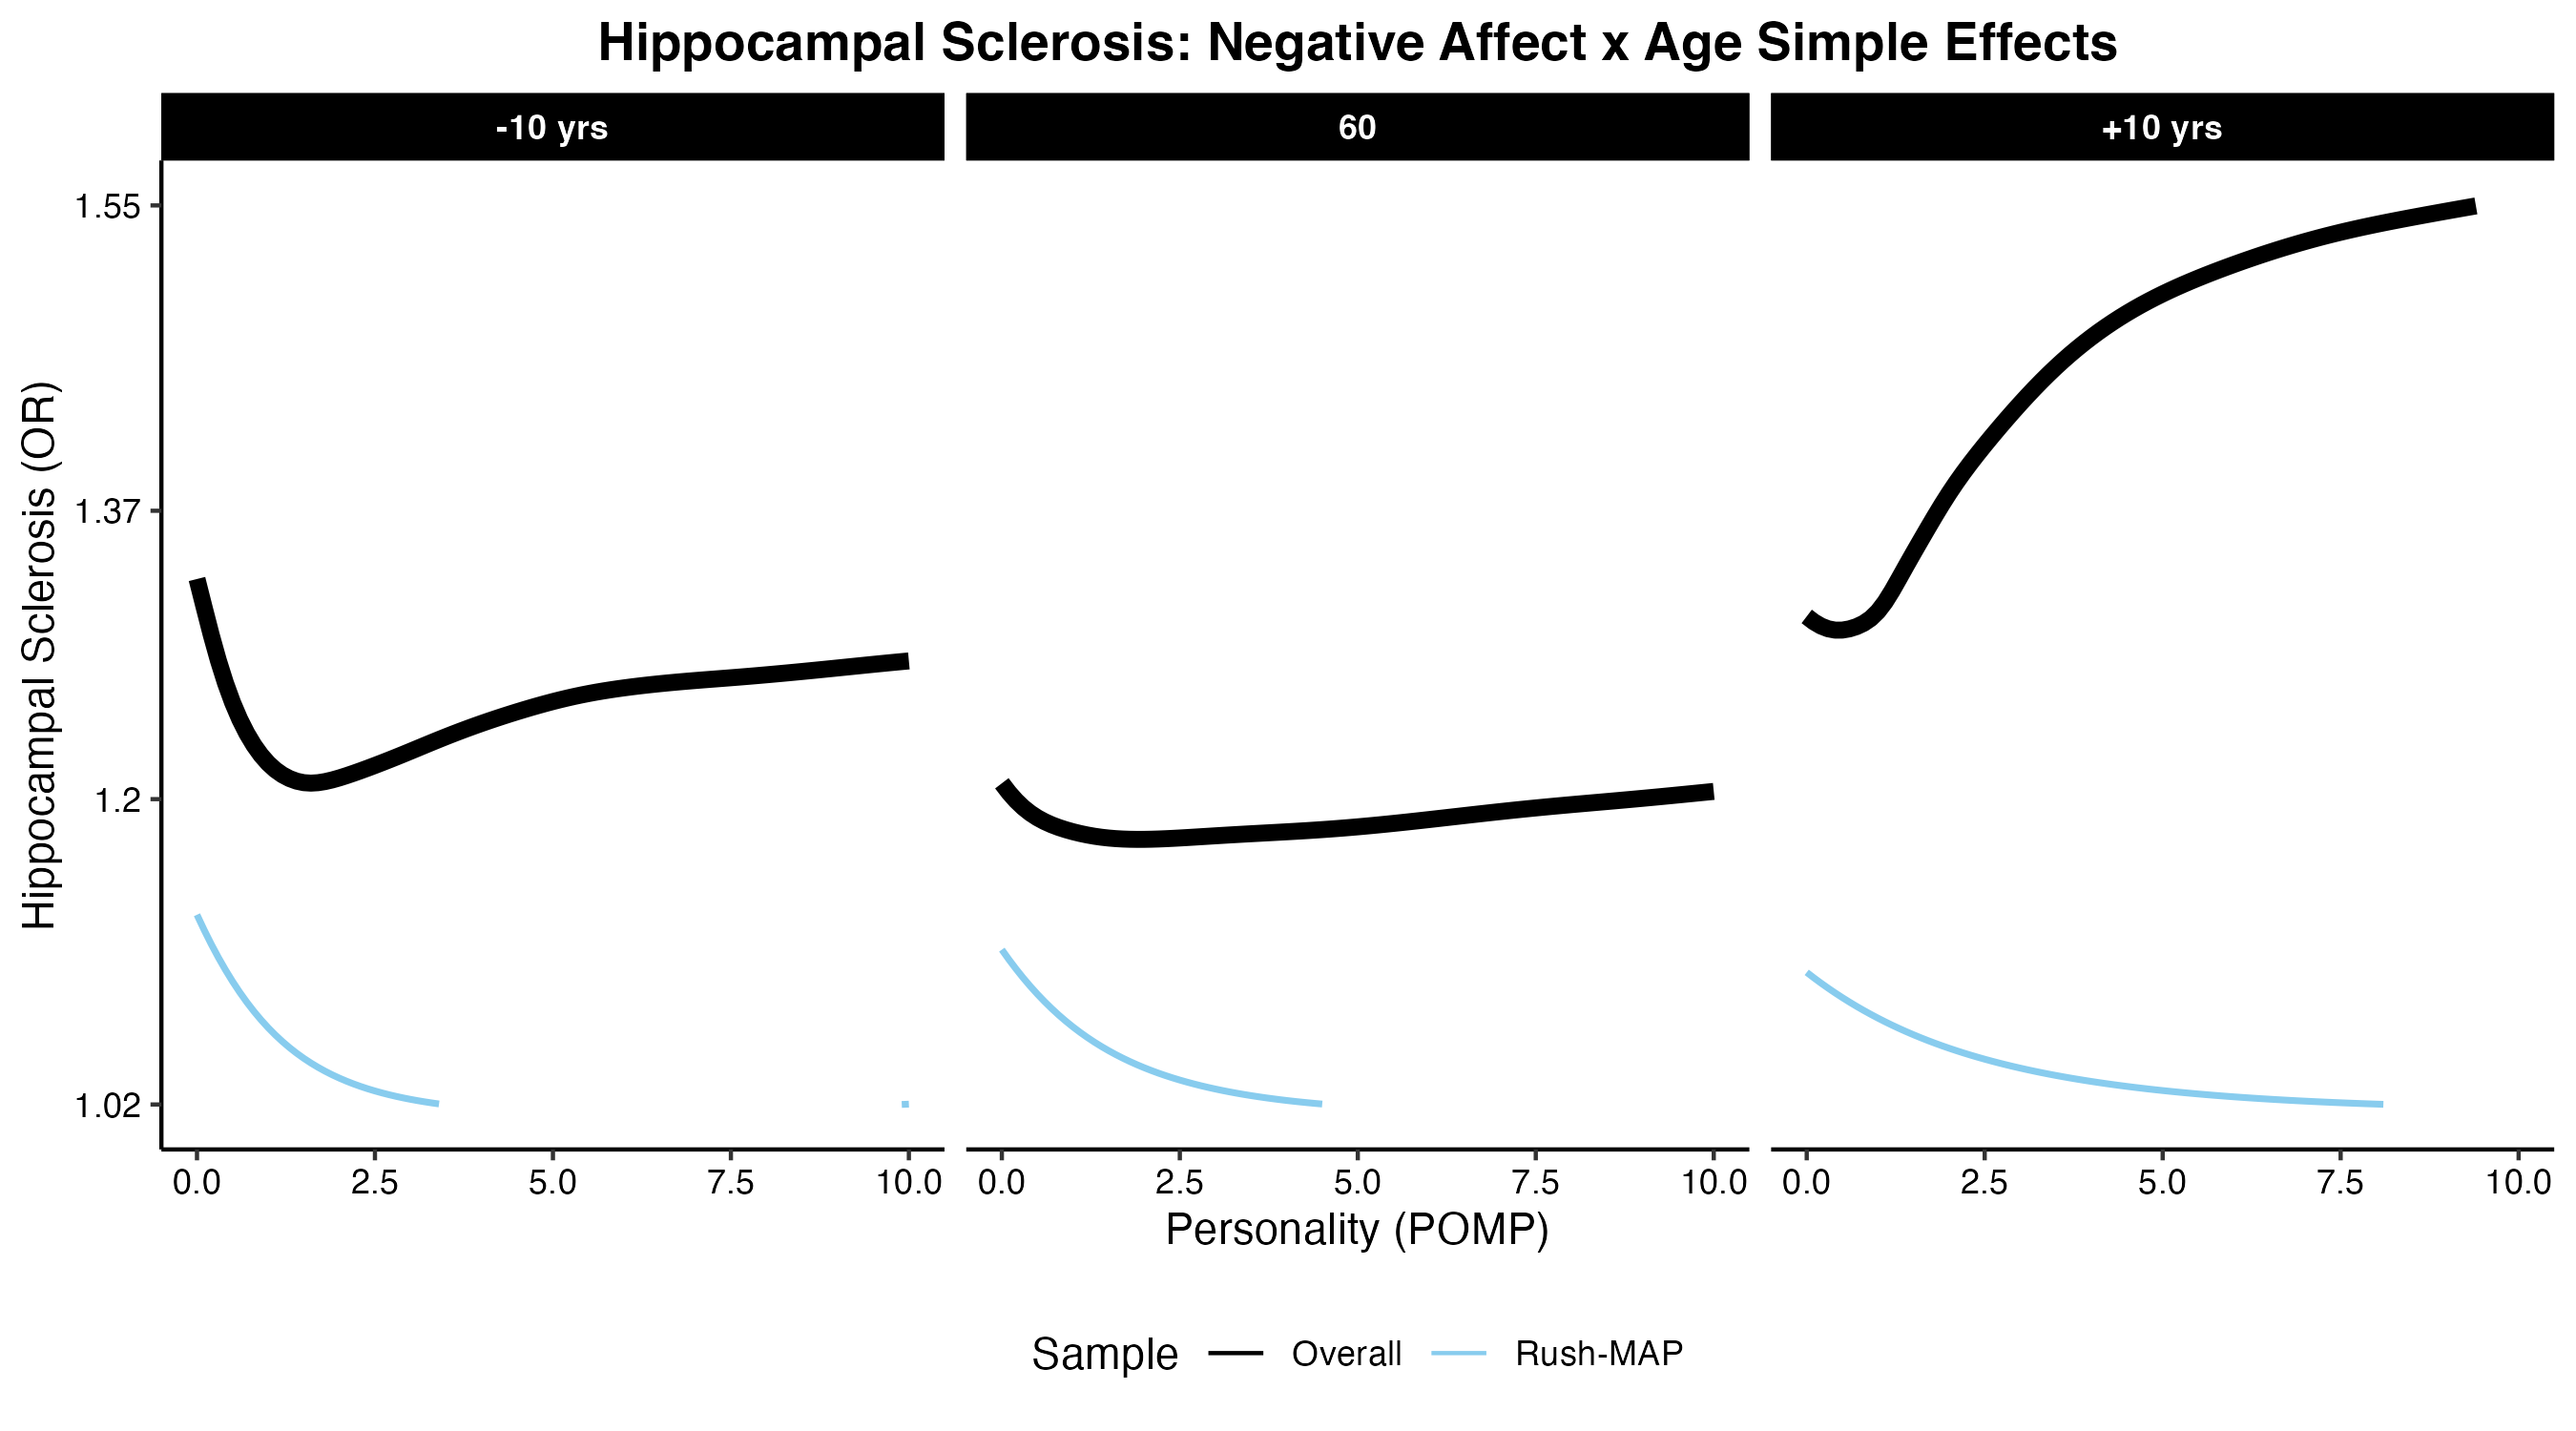 Hippocampal Sclerosis: Negative Affect x Age Simple Effects
-10 yrs
60
+10 yrs
Hippocampal Sclerosis (OR)
1.55
1.37
1.2
1.02
0.0 2.5 5.0 7.5 10.0
0.0 2.5 5.0 7.5 10.0
0.0 2.5 5.0 7.5 10.0
Personality (POMP)
Sample Overall Rush-MAP